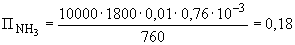 П_NH₃ = (10000·1800·0,01·0,76·10⁻³)/760 = 0,18